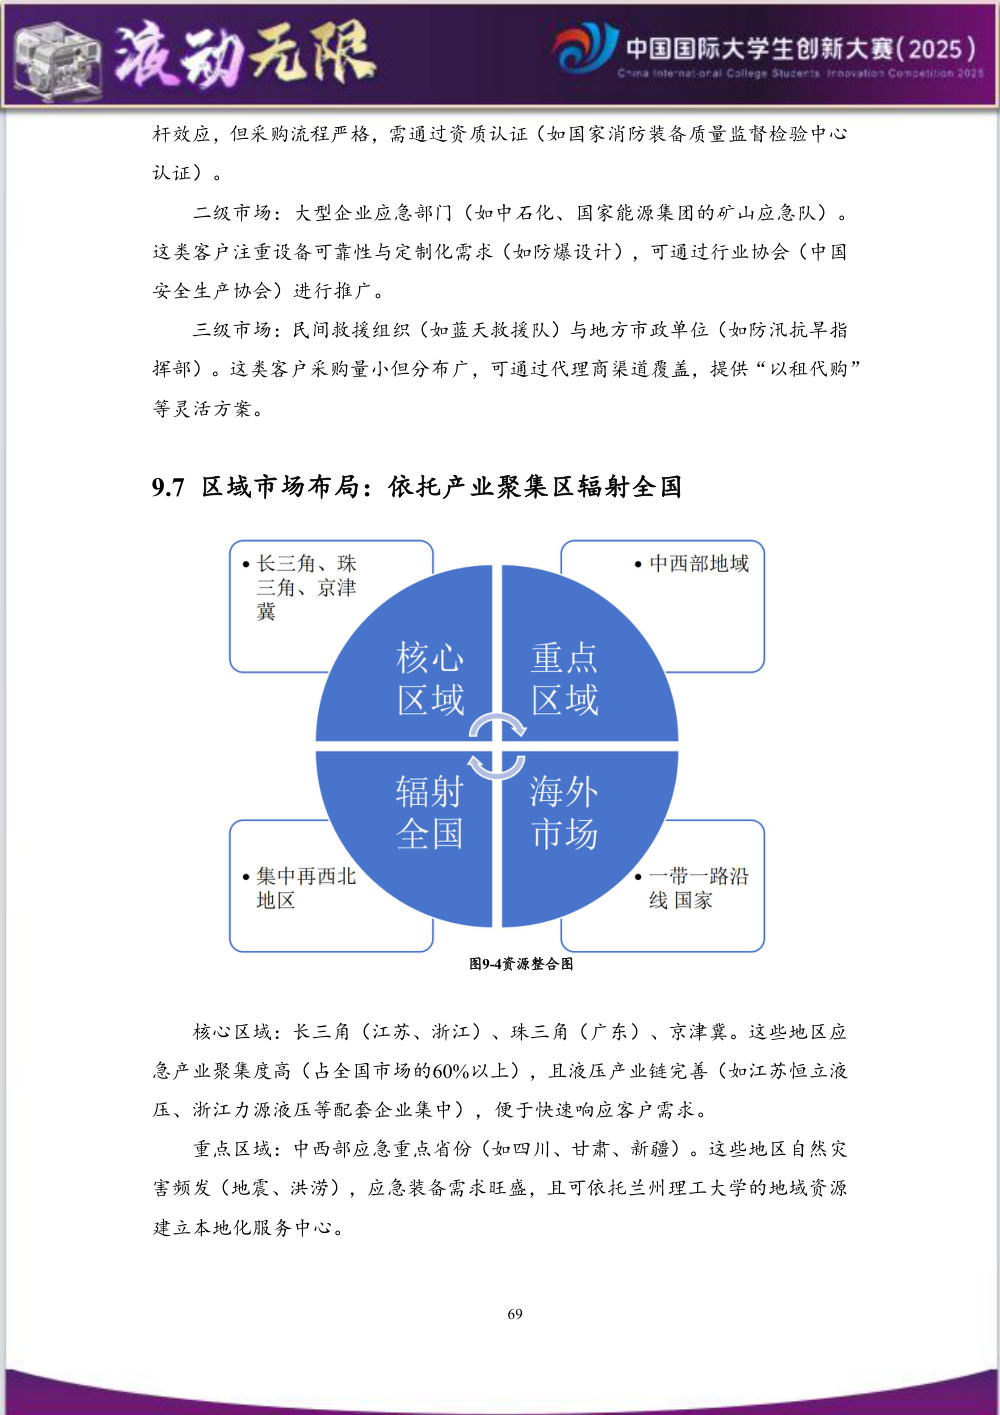 液动无限
中国国际大学生创新大赛(2025)
China International College Students Innovation Competition 2025
杆效应，但采购流程严格，需通过资质认证（如国家消防装备质量监督检验中心
认证）。
二级市场：大型企业应急部门（如中石化、国家能源集团的矿山应急队）。
这类客户注重设备可靠性与定制化需求（如防爆设计），可通过行业协会（中国
安全生产协会）进行推广。
三级市场：民间救援组织（如蓝天救援队）与地方市政单位（如防汛抗旱指
挥部）。这类客户采购量小但分布广，可通过代理商渠道覆盖，提供“以租代购”
等灵活方案。
9.7 区域市场布局：依托产业聚集区辐射全国
• 长三角、珠
三角、京津
冀
• 中西部地域
核心
区域
重点
区域
辐射
全国
海外
市场
• 集中再西北
地区
• 一带一路沿
线 国家
图9-4资源整合图
核心区域：长三角（江苏、浙江）、珠三角（广东）、京津冀。这些地区应
急产业聚集度高（占全国市场的60%以上），且液压产业链完善（如江苏恒立液
压、浙江力源液压等配套企业集中），便于快速响应客户需求。
重点区域：中西部应急重点省份（如四川、甘肃、新疆）。这些地区自然灾
害频发（地震、洪涝），应急装备需求旺盛，且可依托兰州理工大学的地域资源
建立本地化服务中心。
69